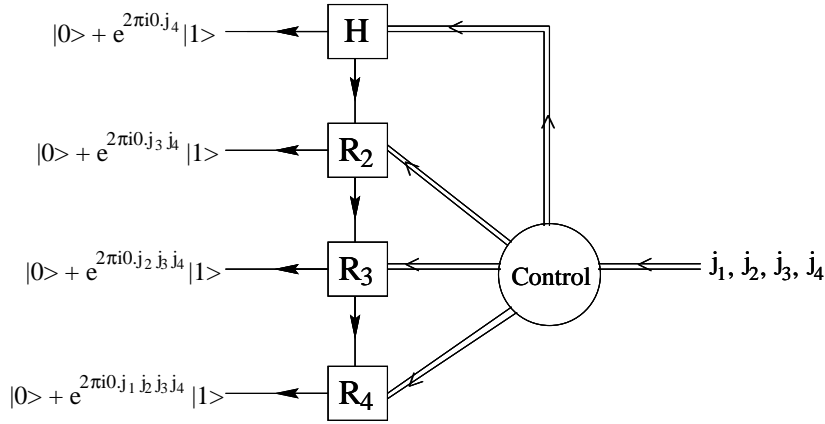 |0> + e^{2πi0.j_4}|1> H
|0> + e^{2πi0.j_3 j_4}|1> R_2
|0> + e^{2πi0.j_2 j_3 j_4}|1> R_3
Control
j_1, j_2, j_3, j_4
|0> + e^{2πi0.j_1 j_2 j_3 j_4}|1> R_4